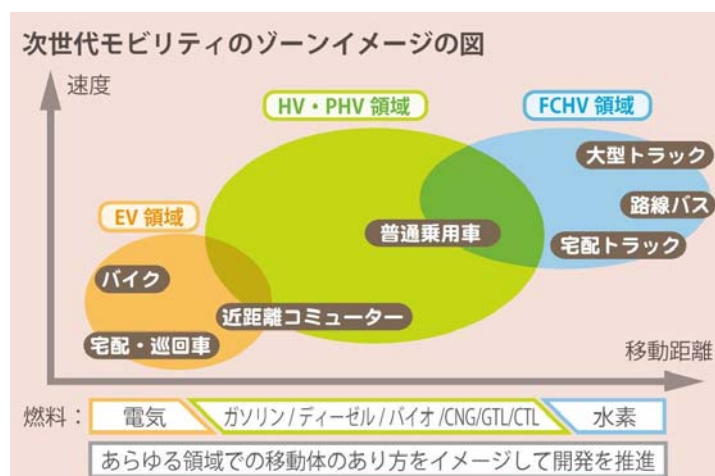 次世代モビリティのゾーンイメージの図
速度
HV・PHV 領域
FCHV 領域
大型トラック
路線バス
EV 領域
普通乗用車
宅配トラック
バイク
近距離コミューター
宅配・巡回車
移動距離
燃料：
電気
ガソリン / ディーゼル / バイオ /CNG/GTL/CTL
水素
あらゆる領域での移動体のあり方をイメージして開発を推進